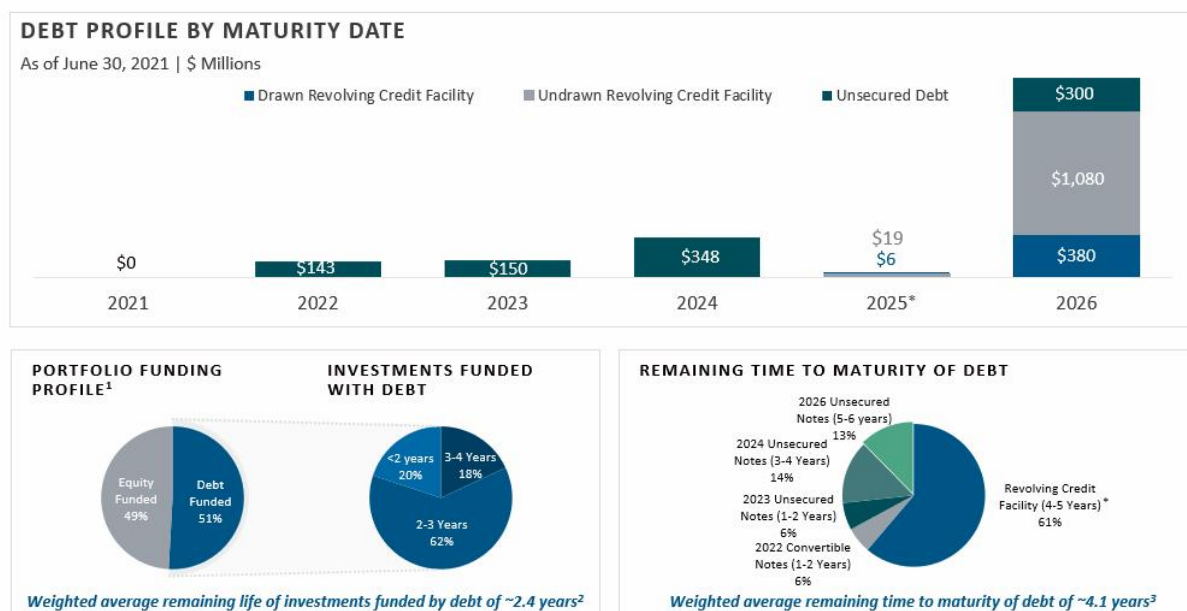 DEBT PROFILE BY MATURITY DATE
As of June 30, 2021 | $ Millions
Drawn Revolving Credit Facility
Undrawn Revolving Credit Facility
Unsecured Debt
$300
$1,080
$380
$0
$143
$150
$348
$19
$6
2021
2022
2023
2024
2025*
2026
PORTFOLIO FUNDING
PROFILE¹
INVESTMENTS FUNDED
WITH DEBT
Equity
Funded
49%
Debt
Funded
51%
<2 years
20%
3-4 Years
18%
2-3 Years
62%
Weighted average remaining life of investments funded by debt of ~2.4 years²
REMAINING TIME TO MATURITY OF DEBT
2026 Unsecured
Notes (5-6 years)
13%
2024 Unsecured
Notes (3-4 Years)
14%
2023 Unsecured
Notes (1-2 Years)
6%
2022 Convertible
Notes (1-2 Years)
6%
Revolving Credit
Facility (4-5 Years)*
61%
Weighted average remaining time to maturity of debt of ~4.1 years³